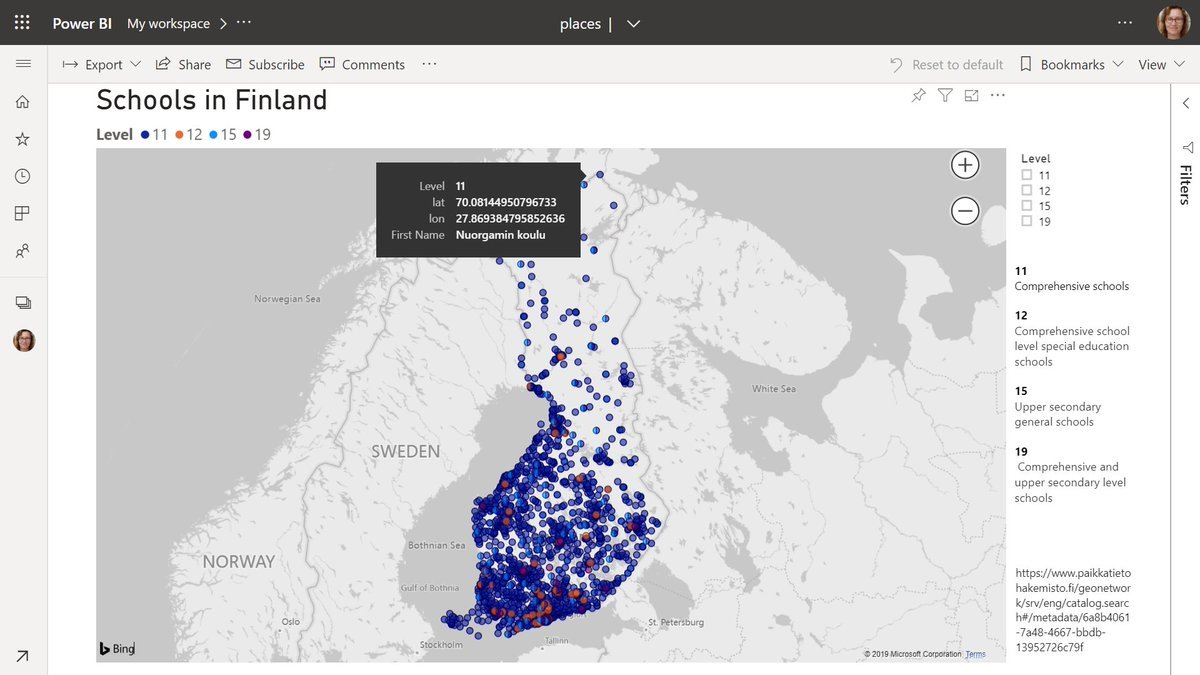 Power BI My workspace > ···
places |
···
Export Share Subscribe Comments ···
Reset to default Bookmarks View
Schools in Finland
Level 11 12 15 19
Level 11
lat 70.08144950796733
lon 27.869384795852636
First Name Nuorgamin koulu
Norwegian Sea
White Sea
SWEDEN
Bothnian Sea
NORWAY
Gulf of Bothnia
Oslo
St. Petersburg
Tallinn
Stockholm
Bing
© 2019 Microsoft Corporation Terms
Level
11
12
15
19
11
Comprehensive schools
12
Comprehensive school
level special education
schools
15
Upper secondary
general schools
19
Comprehensive and
upper secondary level
schools
https://www.paikkatieto
hakemisto.fi/geonetwor
k/srv/eng/catalog.searc
h#/metadata/6a8b4061
-7a48-4667-bbdb-
13952726c79f
Filters